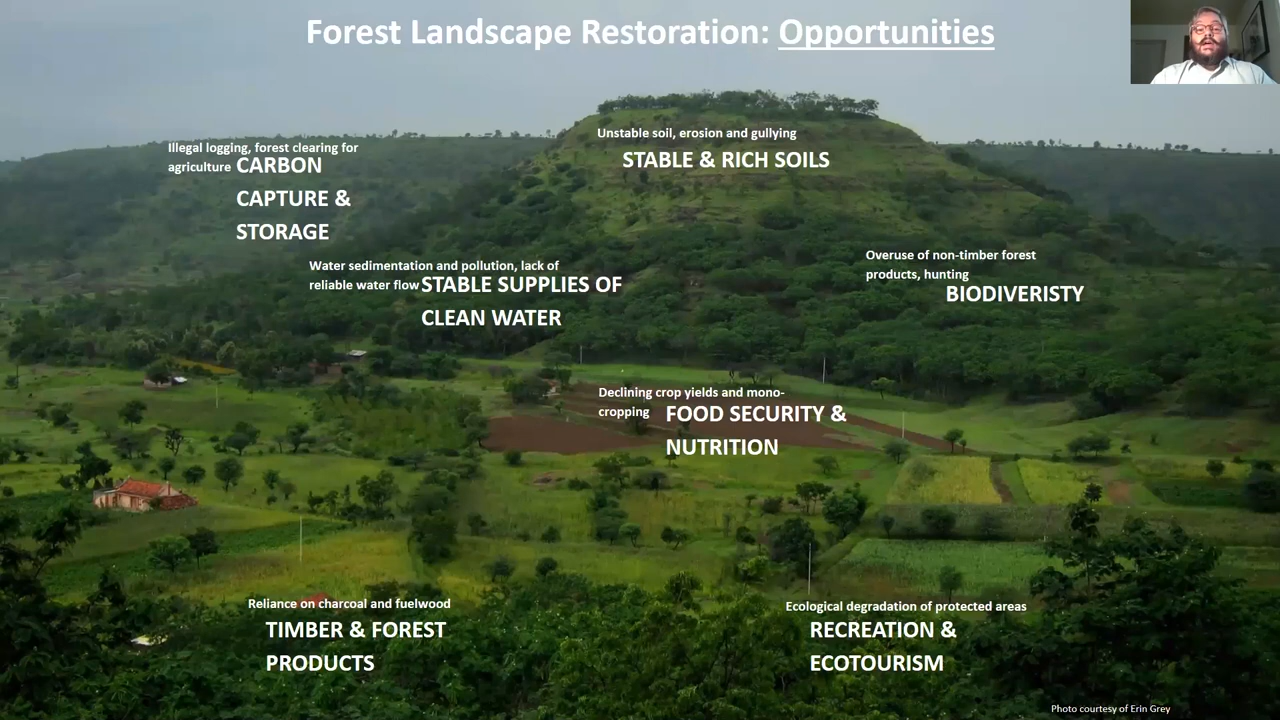 Forest Landscape Restoration: Opportunities
Unstable soil, erosion and gullying
STABLE & RICH SOILS
Illegal logging, forest clearing for
agriculture CARBON
CAPTURE &
STORAGE
Water sedimentation and pollution, lack of
reliable water flow STABLE SUPPLIES OF
CLEAN WATER
Overuse of non-timber forest
products, hunting
BIODIVERISTY
Declining crop yields and mono-
cropping FOOD SECURITY &
NUTRITION
Reliance on charcoal and fuelwood
TIMBER & FOREST
PRODUCTS
Ecological degradation of protected areas
RECREATION &
ECOTOURISM
Photo courtesy of Erin Grey